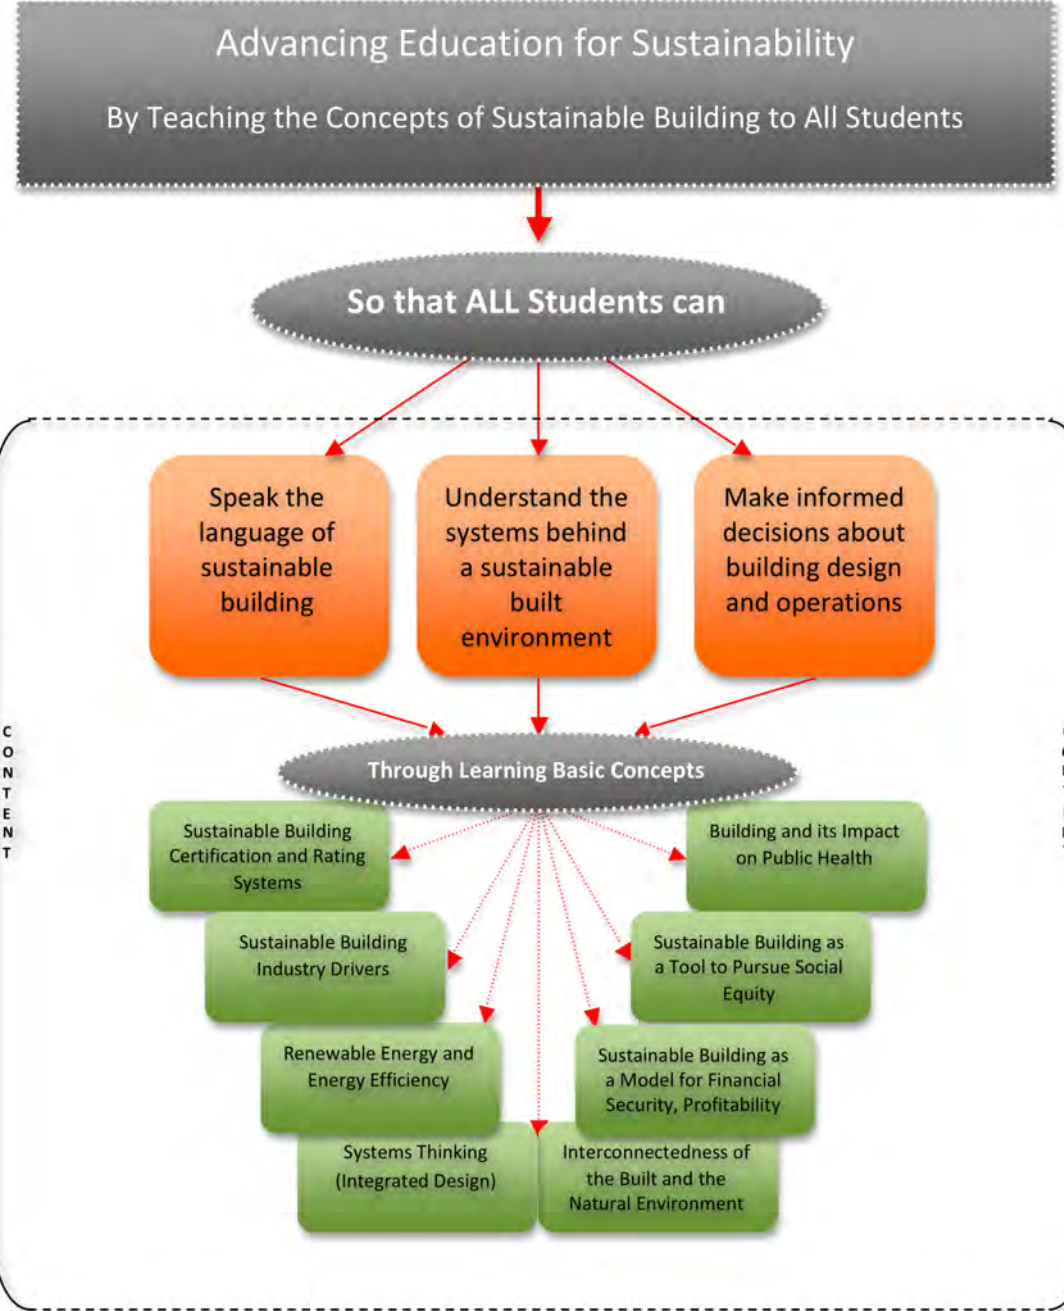 Advancing Education for Sustainability
By Teaching the Concepts of Sustainable Building to All Students
So that ALL Students can
Speak the
language of
sustainable
building
Understand the
systems behind
a sustainable
built
environment
Make informed
decisions about
building design
and operations
CONTENT
Through Learning Basic Concepts
Sustainable Building
Certification and Rating
Systems
Building and its Impact
on Public Health
Sustainable Building
Industry Drivers
Sustainable Building as
a Tool to Pursue Social
Equity
Renewable Energy and
Energy Efficiency
Sustainable Building as
a Model for Financial
Security, Profitability
Systems Thinking
(Integrated Design)
Interconnectedness of
the Built and the
Natural Environment